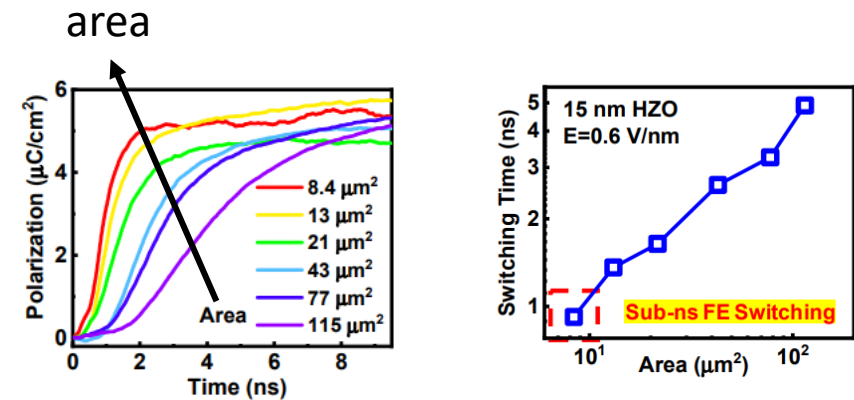 area
Polarization (μC/cm²)
6
4
2
0
8.4 μm²
13 μm²
21 μm²
43 μm²
77 μm²
115 μm²
Area
0 2 4 6 8
Time (ns)
Switching Time (ns)
5
4
3
2
1
15 nm HZO
E=0.6 V/nm
Sub-ns FE Switching
10¹ 10²
Area (μm²)